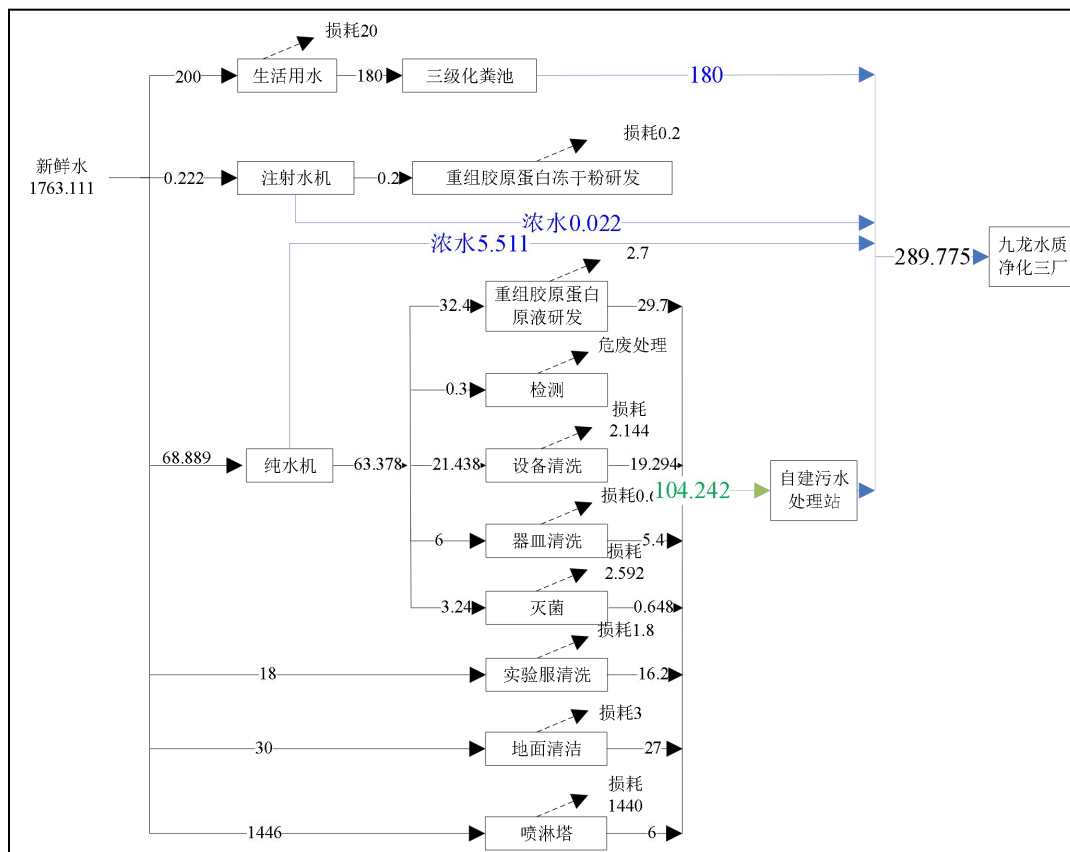 损耗20
200
生活用水
180
三级化粪池
180
新鲜水
1763.111
0.222
注射水机
0.2
损耗0.2
重组胶原蛋白冻干粉研发
浓水0.022
浓水5.511
289.775
九龙水质
净化三厂
2.7
32.4
重组胶原蛋白
原液研发
29.7
危废处理
0.3
检测
损耗
2.144
68.889
纯水机
63.378
21.438
设备清洗
19.294
104.242
自建污水
处理站
损耗0.6
6
器皿清洗
5.4
损耗
2.592
3.24
灭菌
0.648
损耗1.8
18
实验服清洗
16.2
损耗3
30
地面清洁
27
损耗
1440
1446
喷淋塔
6